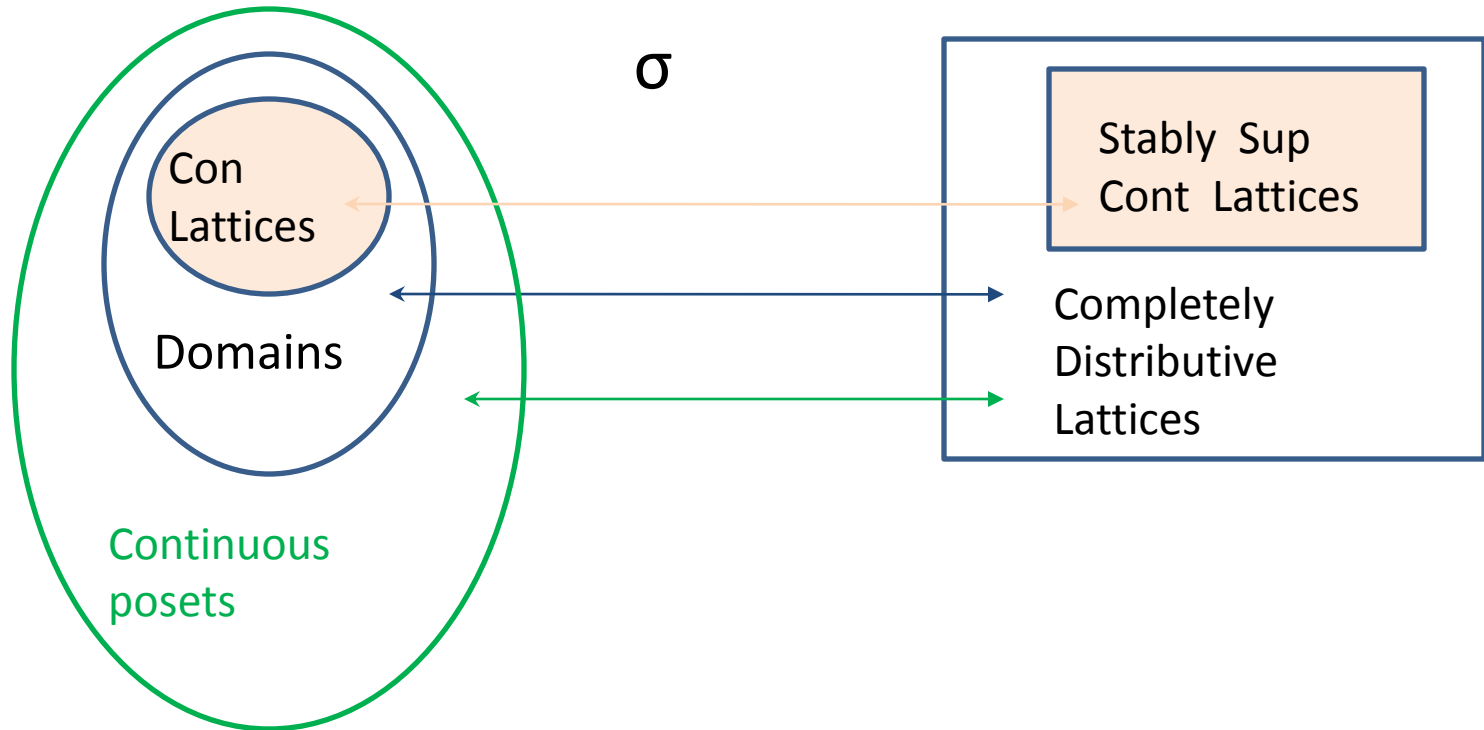 σ
Con
Lattices
Domains
Continuous
posets
Stably Sup
Cont Lattices
Completely
Distributive
Lattices